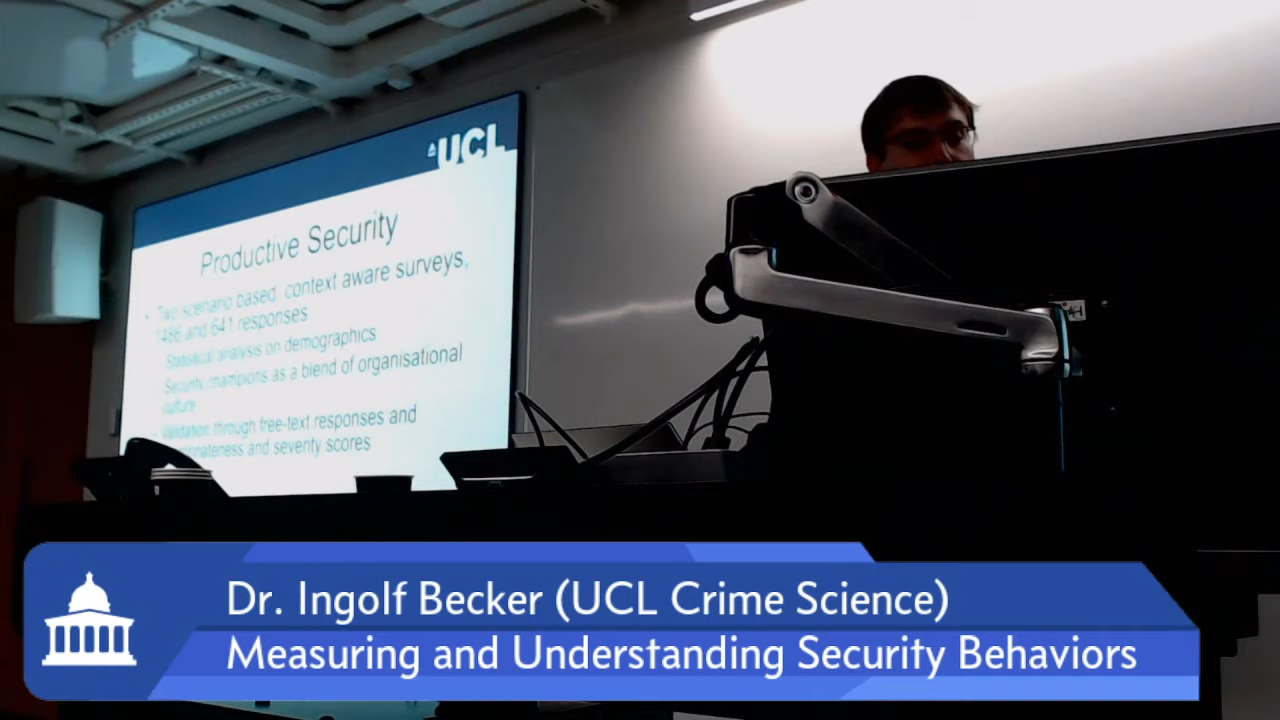 UCL
Productive Security
Two scenario based context aware surveys,
1486 and 641 responses
Statistical analysis on demographics
Security champions as a blend of organisational
culture
Validation through free-text responses and
and severity scores
Dr. Ingolf Becker (UCL Crime Science)
Measuring and Understanding Security Behaviors